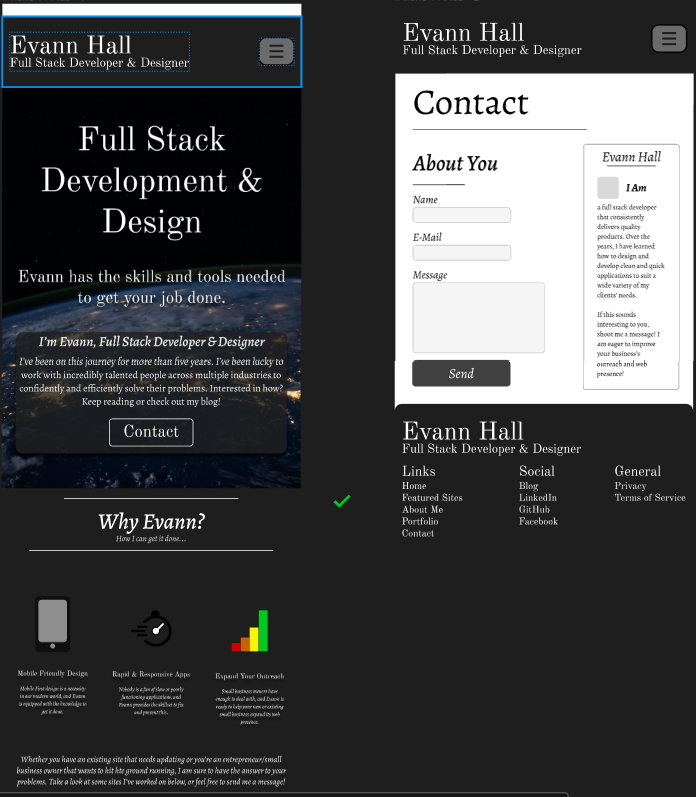 Evann Hall
Full Stack Developer & Designer
Full Stack
Development &
Design
Evann has the skills and tools needed
to get your job done.
I'm Evann, Full Stack Developer & Designer
I've been on this journey for more than five years. I've been lucky to
work with incredibly talented people across multiple industries to
confidently and efficiently solve their problems. Interested in how?
Keep reading or check out my blog!
Contact
Why Evann?
How I can get it done...
Mobile Friendly Design
Mobile First design is a necessity
in our modern world, and Evann
is equipped with the knowledge to
get it done.
Rapid & Responsive Apps
Nobody is a fan of slow or poorly
functioning applications, and
Evann provides the skillset to fix
and prevent this.
Expand Your Outreach
Small business owners have
enough to deal with, and Evann is
ready to help your new or existing
small business expand its web
presence.
Whether you have an existing site that needs updating or you're an entrepreneur/small
business owner that wants to hit hte ground running, I am sure to have the answer to your
problems. Take a look at some sites I've worked on below, or feel free to send me a message!
Evann Hall
Full Stack Developer & Designer
Contact
About You
Name
E-Mail
Message
Send
Evann Hall
I Am
a full stack developer
that consistently
delivers quality
products. Over the
years, I have learned
how to design and
develop clean and quick
applications to suit a
wide variety of my
clients' needs.
If this sounds
interesting to you,
shoot me a message! I
am eager to improve
your business's
outreach and web
presence!
Evann Hall
Full Stack Developer & Designer
Links
Home
Featured Sites
About Me
Portfolio
Contact
Social
Blog
LinkedIn
GitHub
Facebook
General
Privacy
Terms of Service